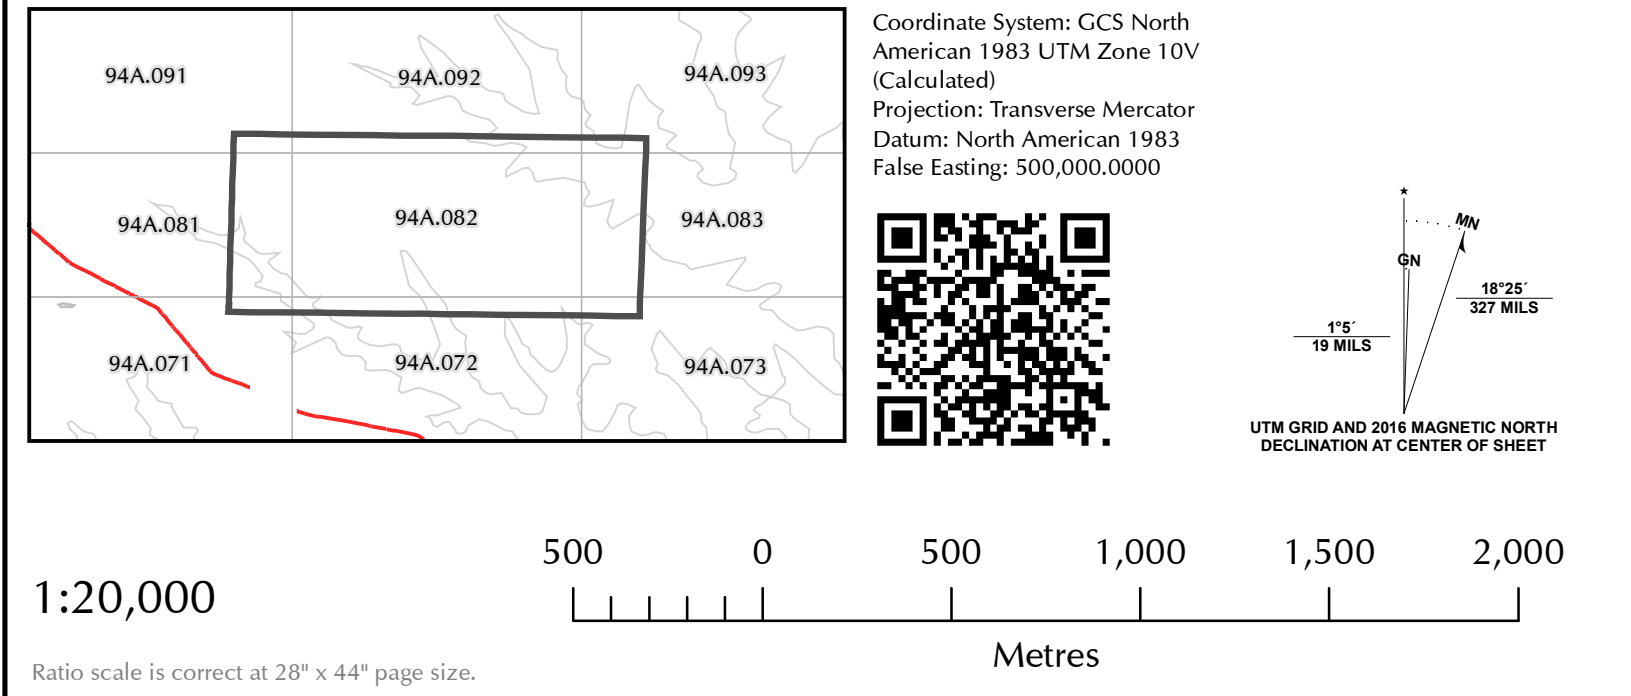 94A.091
94A.092
94A.093
94A.081
94A.082
94A.083
94A.071
94A.072
94A.073
Coordinate System: GCS North
American 1983 UTM Zone 10V
(Calculated)
Projection: Transverse Mercator
Datum: North American 1983
False Easting: 500,000.0000
MN
GN
18°25´
327 MILS
1°5´
19 MILS
UTM GRID AND 2016 MAGNETIC NORTH
DECLINATION AT CENTER OF SHEET
500 0 500 1,000 1,500 2,000
1:20,000
Metres
Ratio scale is correct at 28" x 44" page size.